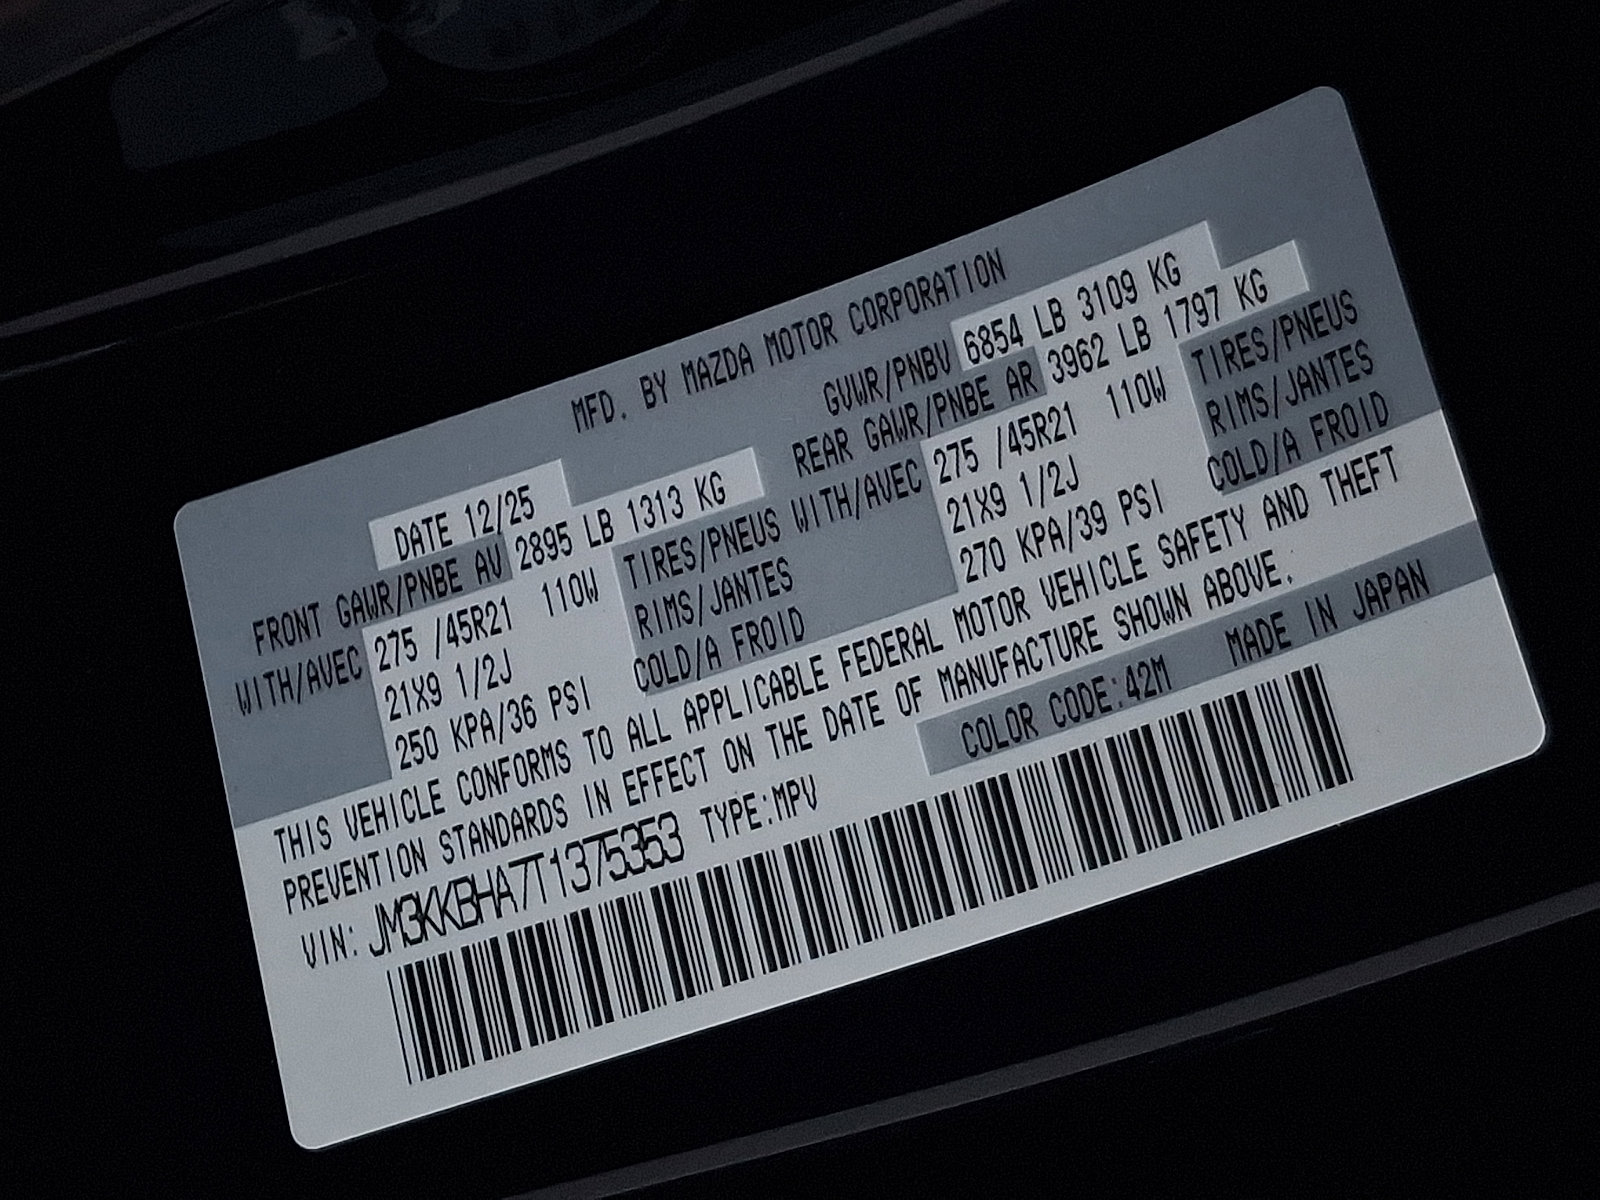 MFD. BY MAZDA MOTOR CORPORATION
DATE 12/25 GVWR/PNBV 6854 LB 3109 KG
FRONT GAWR/PNBE AV 2895 LB 1313 KG REAR GAWR/PNBE AR 3962 LB 1797 KG
WITH/AVEC 275 /45R21 110W TIRES/PNEUS WITH/AVEC 275 /45R21 110W TIRES/PNEUS
21X9 1/2J RIMS/JANTES 21X9 1/2J RIMS/JANTES
250 KPA/36 PSI COLD/A FROID 270 KPA/39 PSI COLD/A FROID
THIS VEHICLE CONFORMS TO ALL APPLICABLE FEDERAL MOTOR VEHICLE SAFETY AND THEFT
PREVENTION STANDARDS IN EFFECT ON THE DATE OF MANUFACTURE SHOWN ABOVE.
VIN: JM3KKBHA7T1375353 TYPE:MPV COLOR CODE:42M MADE IN JAPAN